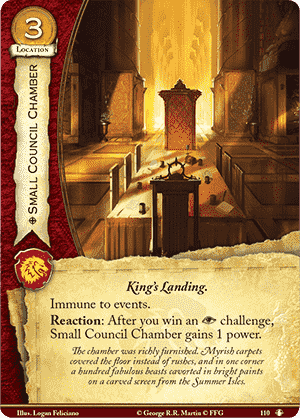 3
LOCATION
SMALL COUNCIL CHAMBER
King's Landing.
Immune to events.
Reaction: After you win an challenge,
Small Council Chamber gains 1 power.
The chamber was richly furnished. Myrish carpets
covered the floor instead of rushes, and in one corner
a hundred fabulous beasts cavorted in bright paints
on a carved screen from the Summer Isles.
Illus. Logan Feliciano
© George R.R. Martin © FFG
110